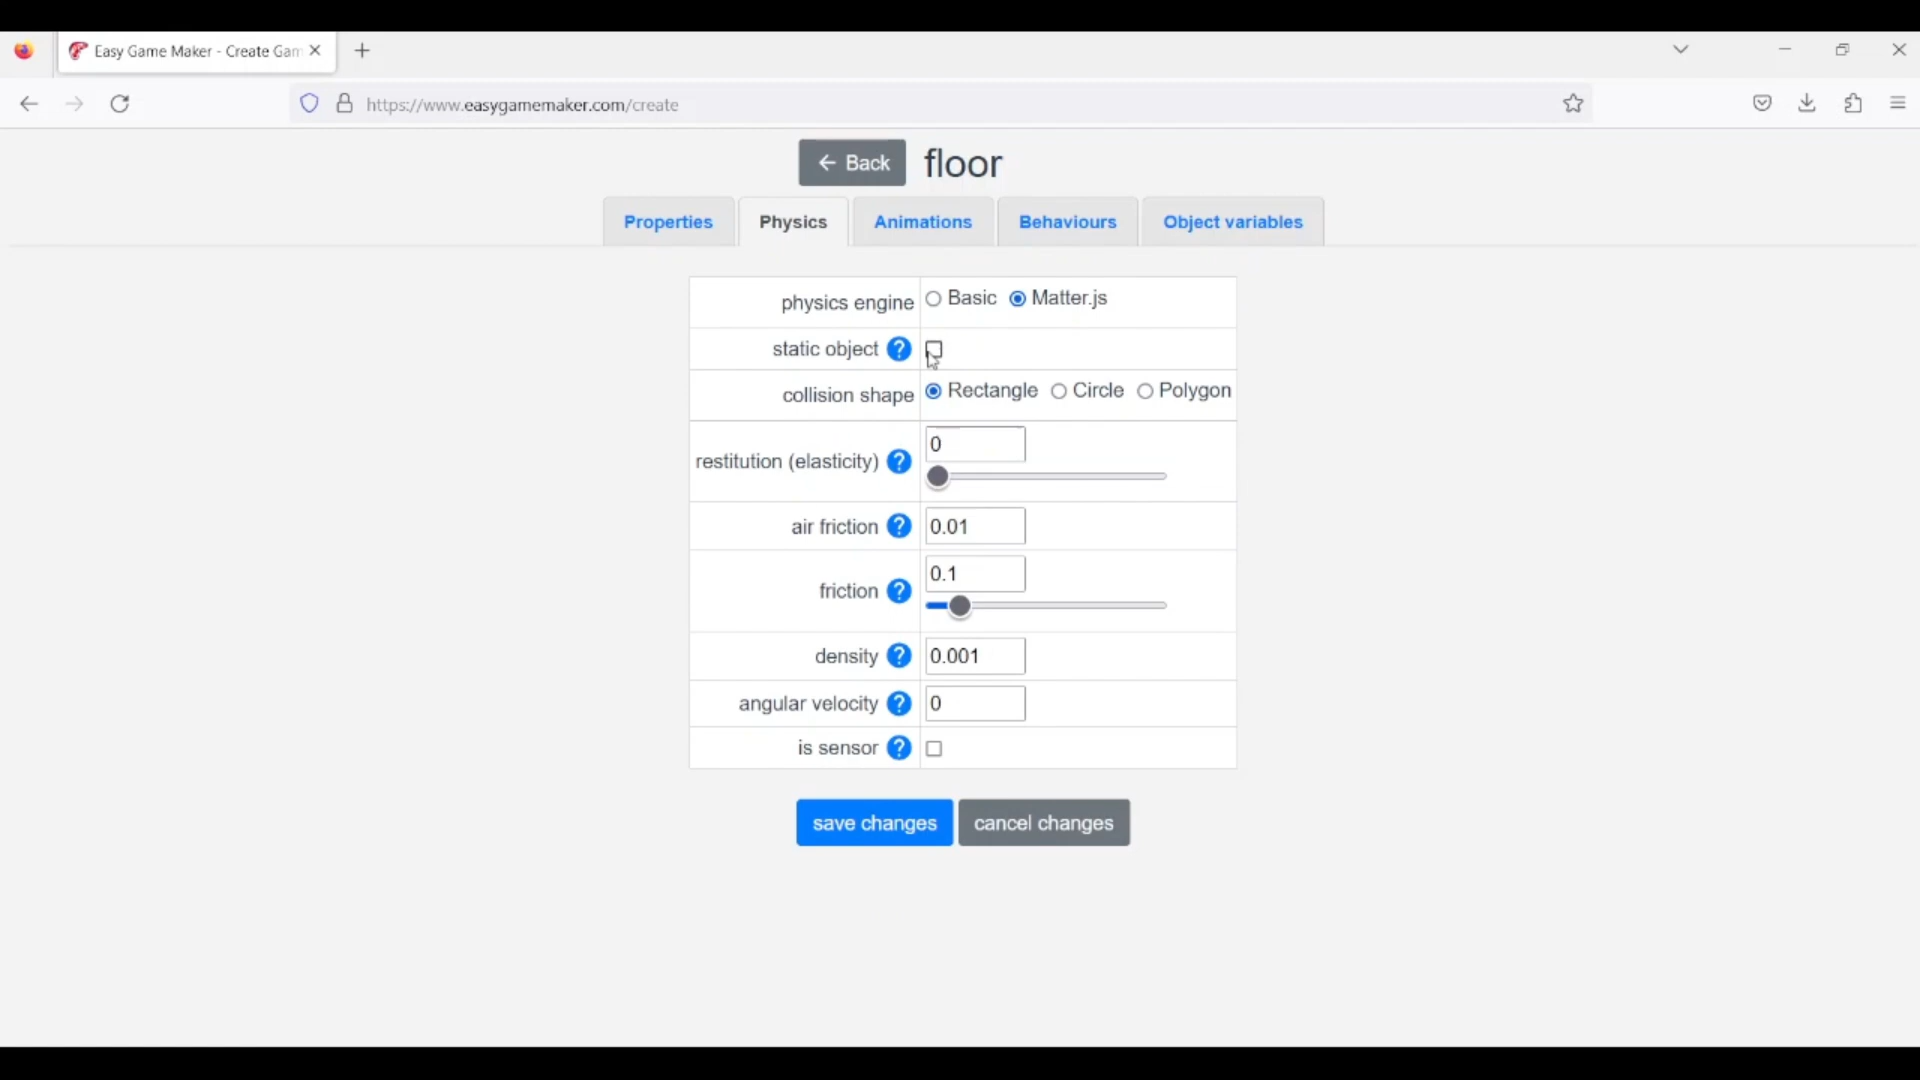 Easy Game Maker - Create Gam
https://www.easygamemaker.com/create
← Back floor
Properties Physics Animations Behaviours Object variables
physics engine Basic Matter.js
static object ?
collision shape Rectangle Circle Polygon
restitution (elasticity) ? 0
air friction ? 0.01
friction ? 0.1
density ? 0.001
angular velocity ? 0
is sensor ?
save changes cancel changes